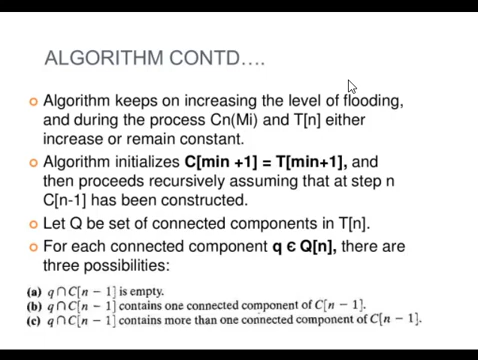 ALGORITHM CONTD….
Algorithm keeps on increasing the level of flooding,
and during the process Cn(Mi) and T[n] either
increase or remain constant.
Algorithm initializes C[min +1] = T[min+1], and
then proceeds recursively assuming that at step n
C[n-1] has been constructed.
Let Q be set of connected components in T[n].
For each connected component q Є Q[n], there are
three possibilities:
(a) q ∩ C[n − 1] is empty.
(b) q ∩ C[n − 1] contains one connected component of C[n − 1].
(c) q ∩ C[n − 1] contains more than one connected component of C[n − 1].